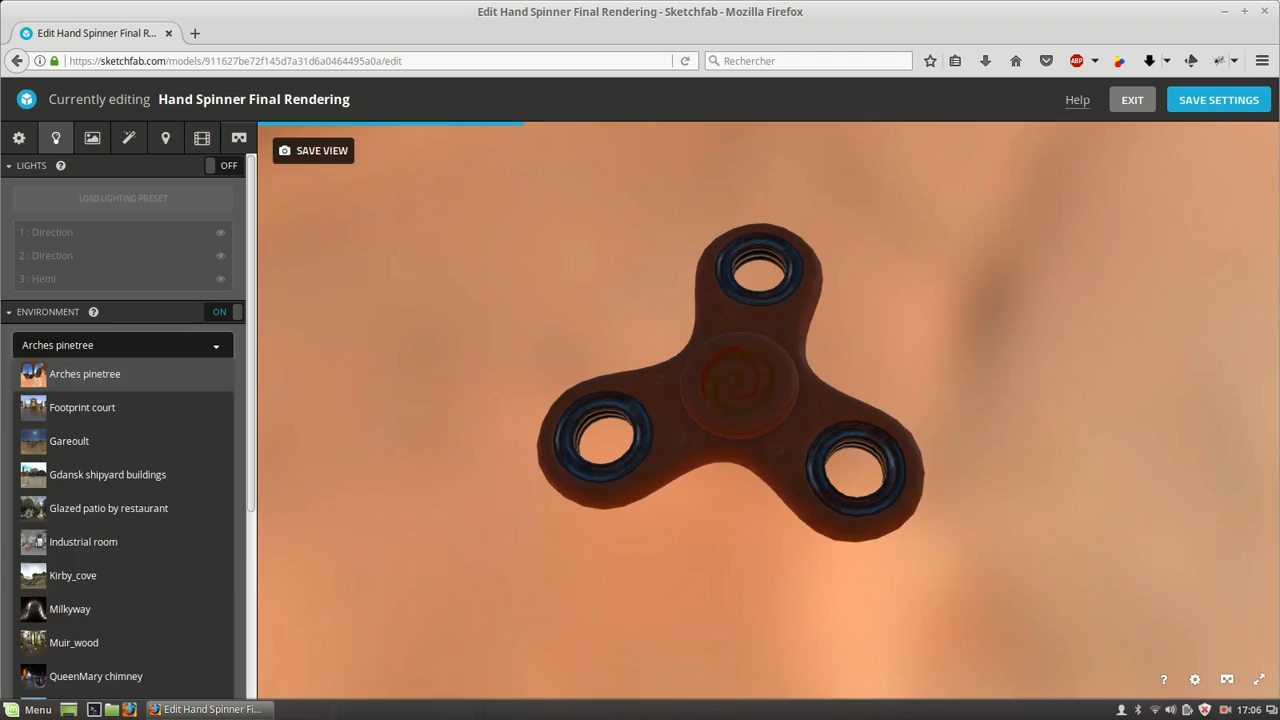 Edit Hand Spinner Final Rendering - Sketchfab - Mozilla Firefox
Edit Hand Spinner Final R...
https://sketchfab.com/models/911627be72f145d7a31d6a0464495a0a/edit
Rechercher
ABP
Currently editing Hand Spinner Final Rendering
Help
EXIT
SAVE SETTINGS
LIGHTS ? OFF
SAVE VIEW
LOAD LIGHTING PRESET
1 : Direction
2 : Direction
3 : Hemi
ENVIRONMENT ? ON
Arches pinetree
Arches pinetree
Footprint court
Gareoult
Gdansk shipyard buildings
Glazed patio by restaurant
Industrial room
Kirby_cove
Milkyway
Muir_wood
QueenMary chimney
?
Menu
Edit Hand Spinner Fi...
17:06